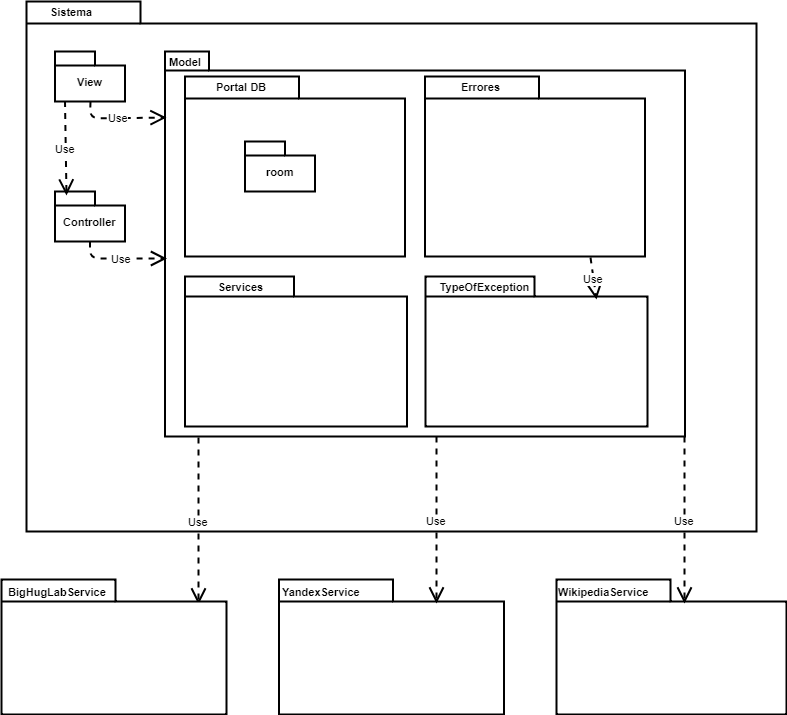 Sistema
Model
View
Use
Portal DB
Errores
Use
room
Controller
Use
Services
Use
TypeOfException
Use
Use
Use
BigHugLabService
YandexService
WikipediaService